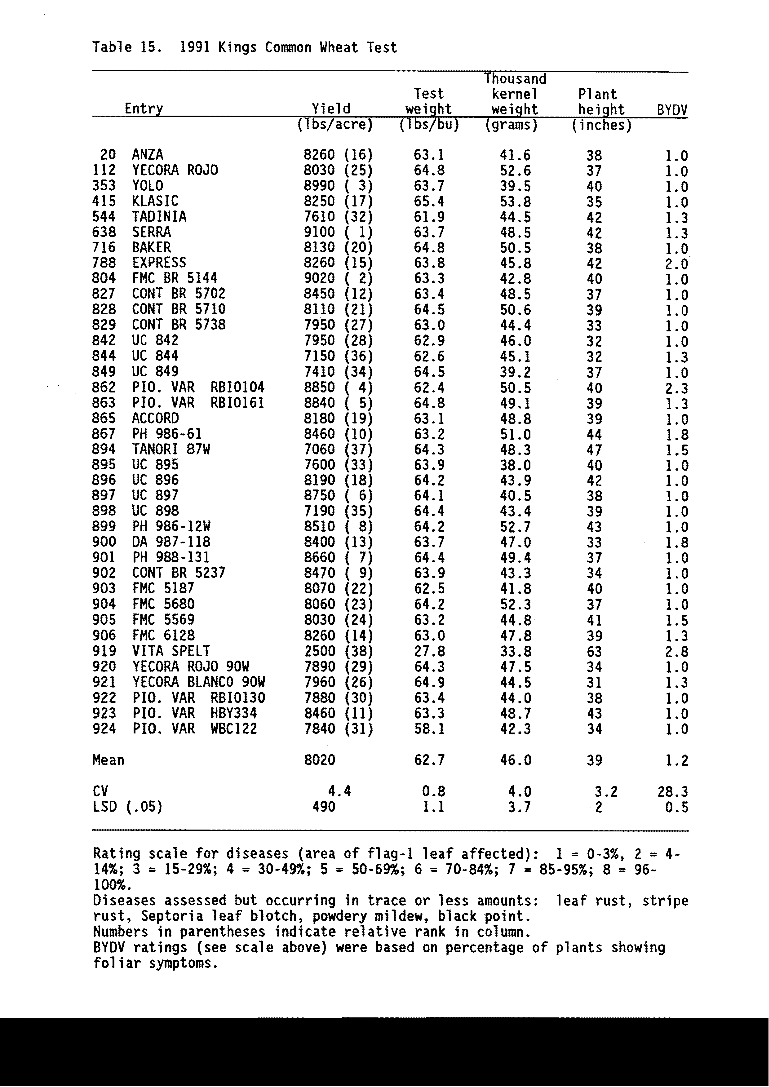 Table 15. 1991 Kings Common Wheat Test
Thousand
Test kernel Plant
Entry Yield weight weight height BYDV
(lbs/acre) (lbs/bu) (grams) (inches)
20 ANZA 8260 (16) 63.1 41.6 38 1.0
112 YECORA ROJO 8030 (25) 64.8 52.6 37 1.0
353 YOLO 8990 ( 3) 63.7 39.5 40 1.0
415 KLASIC 8250 (17) 65.4 53.8 35 1.0
544 TADINIA 7610 (32) 61.9 44.5 42 1.3
638 SERRA 9100 ( 1) 63.7 48.5 42 1.3
716 BAKER 8130 (20) 64.8 50.5 38 1.0
788 EXPRESS 8260 (15) 63.8 45.8 42 2.0
804 FMC BR 5144 9020 ( 2) 63.3 42.8 40 1.0
827 CONT BR 5702 8450 (12) 63.4 48.5 37 1.0
828 CONT BR 5710 8110 (21) 64.5 50.6 39 1.0
829 CONT BR 5738 7950 (27) 63.0 44.4 33 1.0
842 UC 842 7950 (28) 62.9 46.0 32 1.0
844 UC 844 7150 (36) 62.6 45.1 32 1.3
849 UC 849 7410 (34) 64.5 39.2 37 1.0
862 PIO. VAR RBI0104 8850 ( 4) 62.4 50.5 40 2.3
863 PIO. VAR RBI0161 8840 ( 5) 64.8 49.1 39 1.3
865 ACCORD 8180 (19) 63.1 48.8 39 1.0
867 PH 986-61 8460 (10) 63.2 51.0 44 1.8
894 TANORI 87W 7060 (37) 64.3 48.3 47 1.5
895 UC 895 7600 (33) 63.9 38.0 40 1.0
896 UC 896 8190 (18) 64.2 43.9 42 1.0
897 UC 897 8750 ( 6) 64.1 40.5 38 1.0
898 UC 898 7190 (35) 64.4 43.4 39 1.0
899 PH 986-12W 8510 ( 8) 64.2 52.7 43 1.0
900 DA 987-118 8400 (13) 63.7 47.0 33 1.8
901 PH 988-131 8660 ( 7) 64.4 49.4 37 1.0
902 CONT BR 5237 8470 ( 9) 63.9 43.3 34 1.0
903 FMC 5187 8070 (22) 62.5 41.8 40 1.0
904 FMC 5680 8060 (23) 64.2 52.3 37 1.0
905 FMC 5569 8030 (24) 63.2 44.8 41 1.5
906 FMC 6128 8260 (14) 63.0 47.8 39 1.3
919 VITA SPELT 2500 (38) 27.8 33.8 63 2.8
920 YECORA ROJO 90W 7890 (29) 64.3 47.5 34 1.0
921 YECORA BLANCO 90W 7960 (26) 64.9 44.5 31 1.3
922 PIO. VAR RBI0130 7880 (30) 63.4 44.0 38 1.0
923 PIO. VAR HBY334 8460 (11) 63.3 48.7 43 1.0
924 PIO. VAR WBC122 7840 (31) 58.1 42.3 34 1.0
Mean 8020 62.7 46.0 39 1.2
CV 4.4 0.8 4.0 3.2 28.3
LSD (.05) 490 1.1 3.7 2 0.5
Rating scale for diseases (area of flag-1 leaf affected): 1 = 0-3%, 2 = 4-
14%; 3 = 15-29%; 4 = 30-49%; 5 = 50-69%; 6 = 70-84%; 7 = 85-95%; 8 = 96-
100%.
Diseases assessed but occurring in trace or less amounts: leaf rust, stripe
rust, Septoria leaf blotch, powdery mildew, black point.
Numbers in parentheses indicate relative rank in column.
BYDV ratings (see scale above) were based on percentage of plants showing
foliar symptoms.